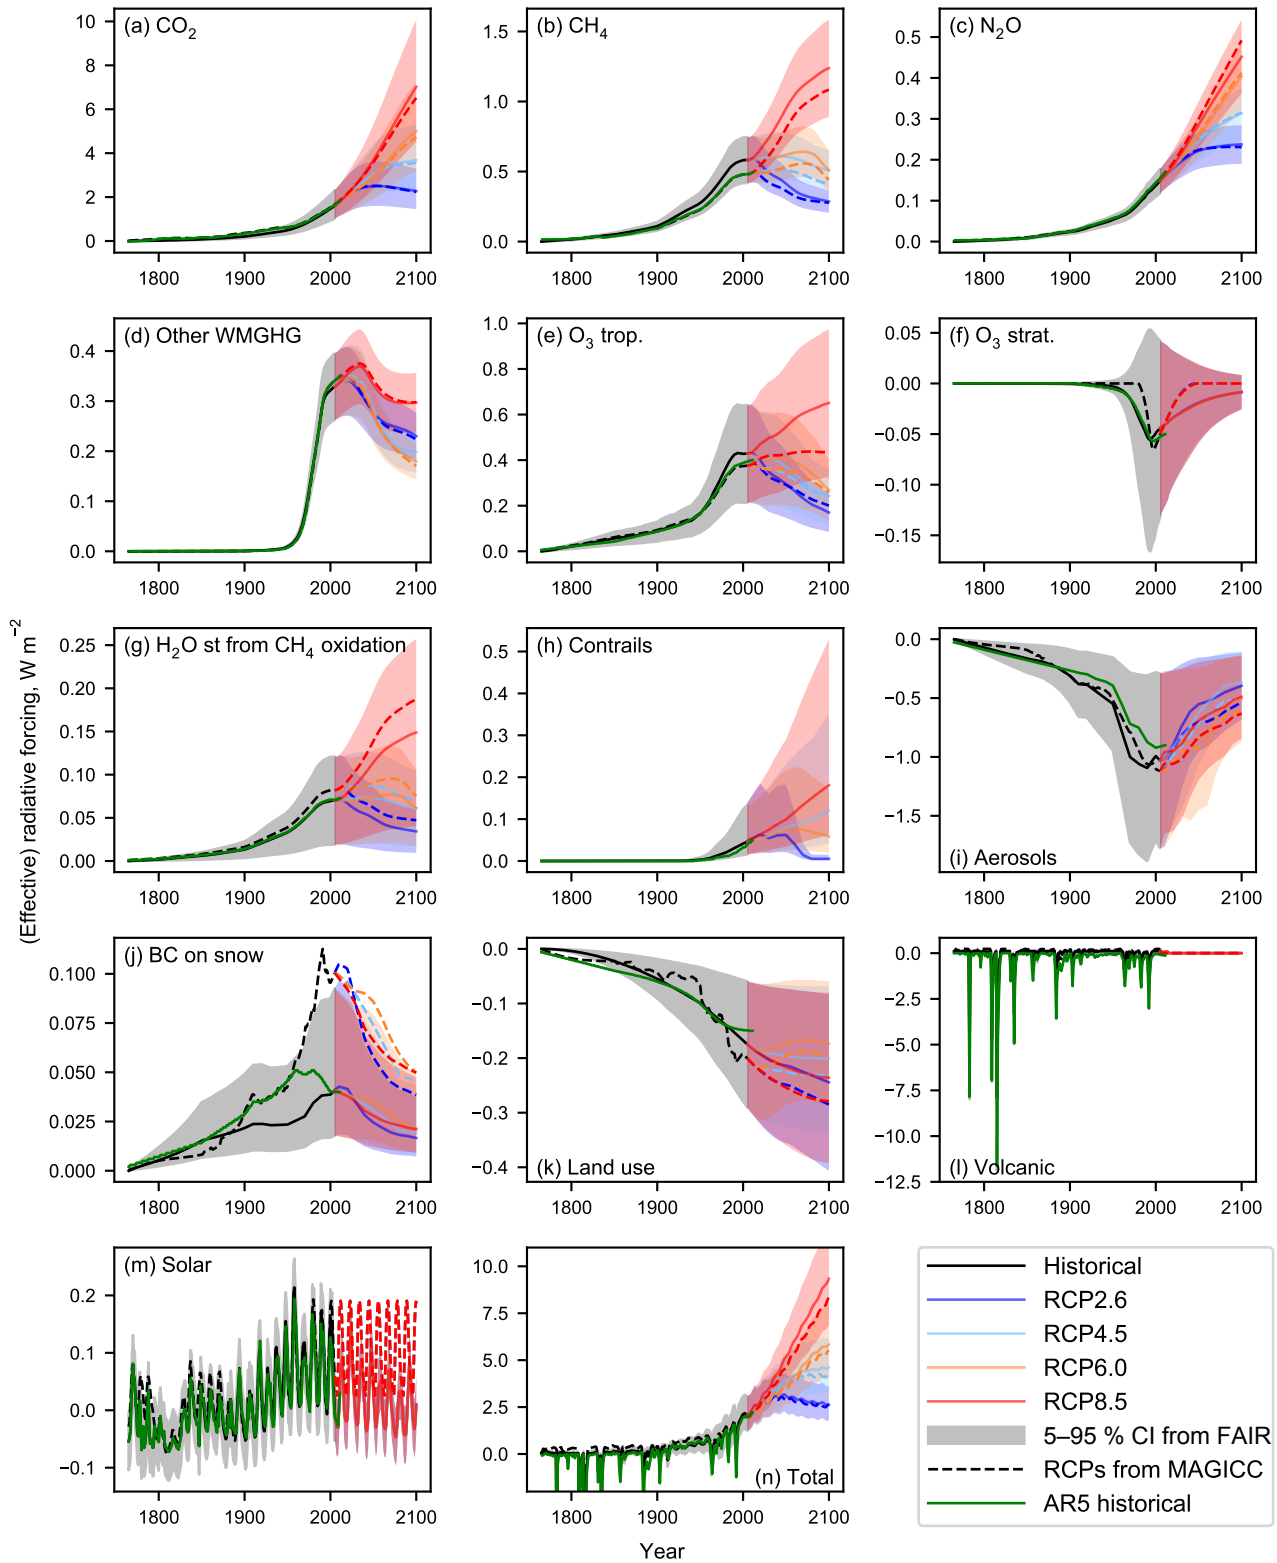 (a) CO2
10
8
6
4
2
0
1800 1900 2000 2100
(b) CH4
1.5
1.0
0.5
0.0
1800 1900 2000 2100
(c) N2O
0.5
0.4
0.3
0.2
0.1
0.0
1800 1900 2000 2100
(d) Other WMGHG
0.4
0.3
0.2
0.1
0.0
1800 1900 2000 2100
(e) O3 trop.
1.0
0.8
0.6
0.4
0.2
0.0
1800 1900 2000 2100
(f) O3 strat.
0.05
0.00
−0.05
−0.10
−0.15
1800 1900 2000 2100
(Effective) radiative forcing, W m−2
(g) H2O st from CH4 oxidation
0.25
0.20
0.15
0.10
0.05
0.00
1800 1900 2000 2100
(h) Contrails
0.5
0.4
0.3
0.2
0.1
0.0
1800 1900 2000 2100
0.0
−0.5
−1.0
−1.5
(i) Aerosols
1800 1900 2000 2100
(j) BC on snow
0.100
0.075
0.050
0.025
0.000
1800 1900 2000 2100
0.0
−0.1
−0.2
−0.3
−0.4
(k) Land use
1800 1900 2000 2100
0.0
−2.5
−5.0
−7.5
−10.0
−12.5
(l) Volcanic
1800 1900 2000 2100
(m) Solar
0.2
0.1
0.0
−0.1
1800 1900 2000 2100
10.0
7.5
5.0
2.5
0.0
(n) Total
1800 1900 2000 2100
Historical
RCP2.6
RCP4.5
RCP6.0
RCP8.5
5–95 % CI from FAIR
RCPs from MAGICC
AR5 historical
Year